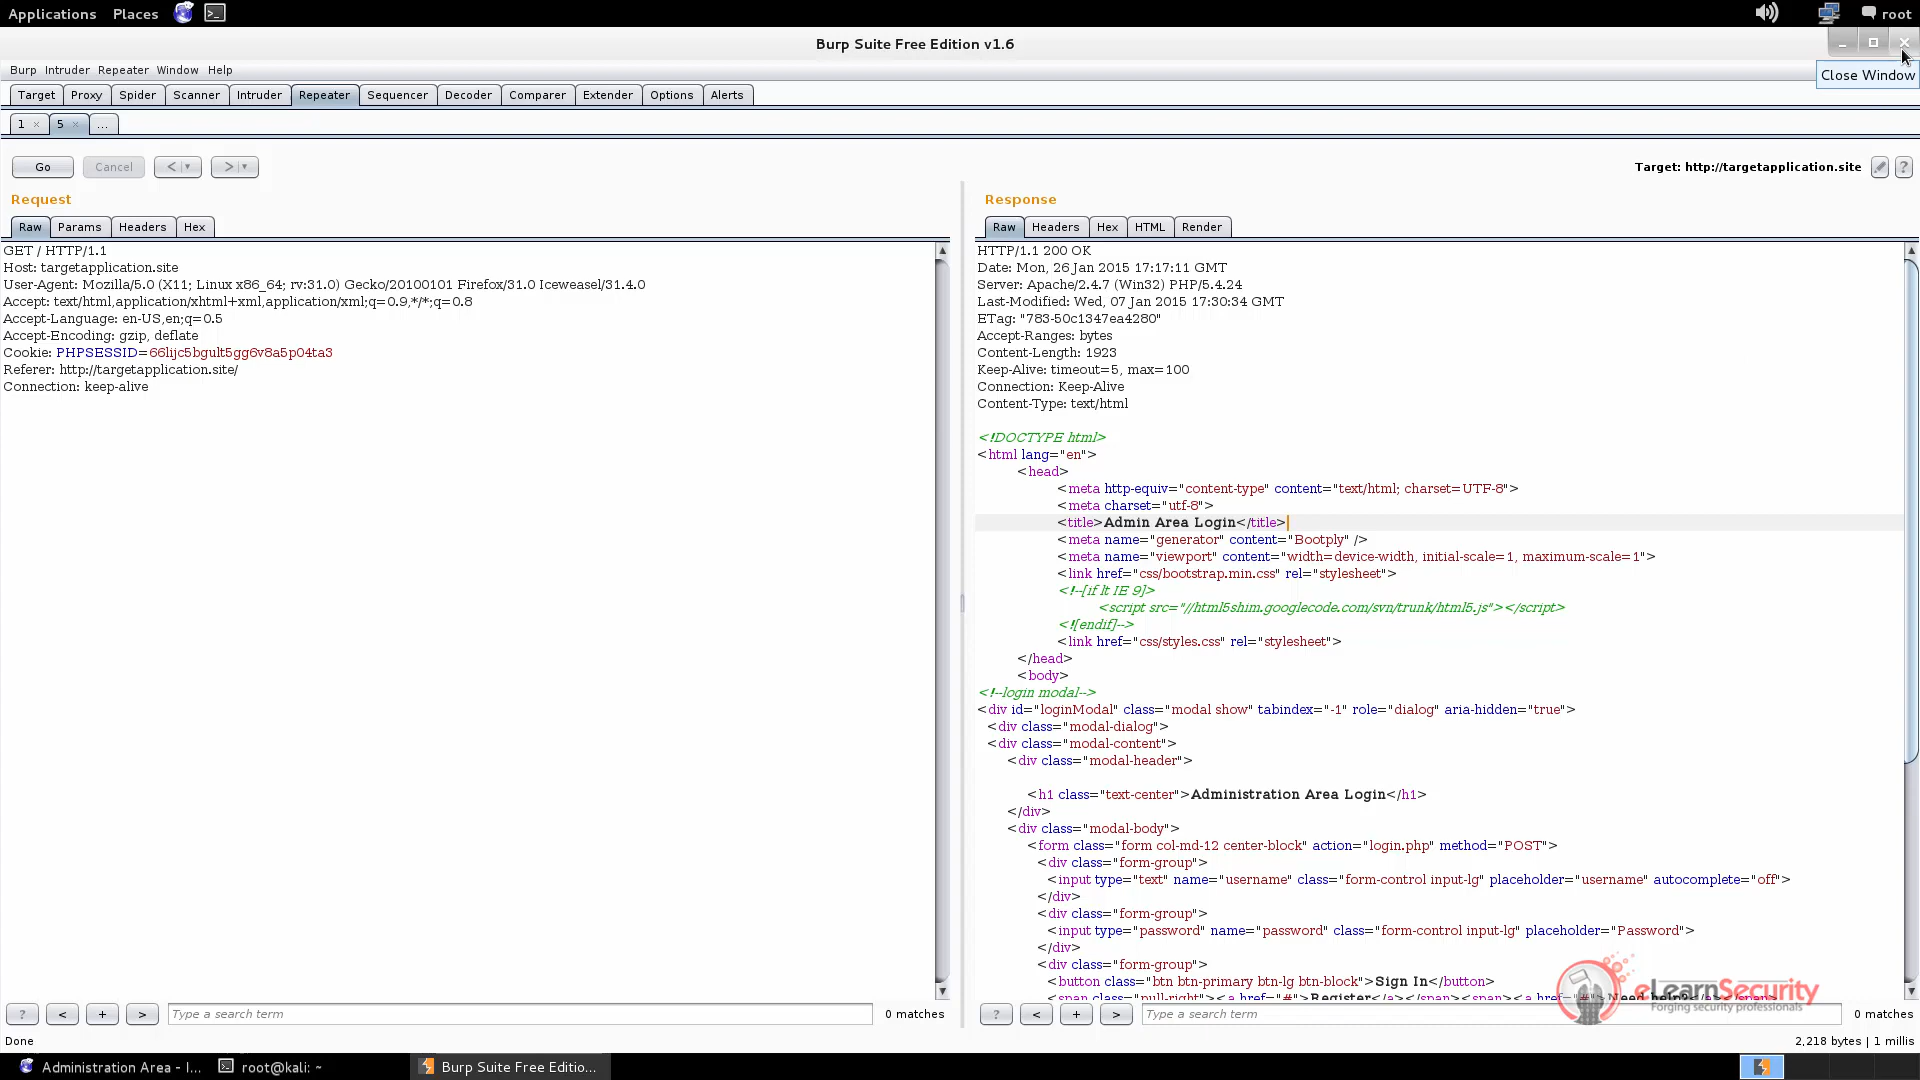 Applications Places root
Burp Suite Free Edition v1.6
Burp Intruder Repeater Window Help
Close Window
Target Proxy Spider Scanner Intruder Repeater Sequencer Decoder Comparer Extender Options Alerts
1 × 5 × ...
Go Cancel < > Target: http://targetapplication.site ?
Request
Raw Params Headers Hex
GET / HTTP/1.1
Host: targetapplication.site
User-Agent: Mozilla/5.0 (X11; Linux x86_64; rv:31.0) Gecko/20100101 Firefox/31.0 Iceweasel/31.4.0
Accept: text/html,application/xhtml+xml,application/xml;q=0.9,*/*;q=0.8
Accept-Language: en-US,en;q=0.5
Accept-Encoding: gzip, deflate
Cookie: PHPSESSID=66lijc5bgult5gg6v8a5p04ta3
Referer: http://targetapplication.site/
Connection: keep-alive
? < + > Type a search term 0 matches
Response
Raw Headers Hex HTML Render
HTTP/1.1 200 OK
Date: Mon, 26 Jan 2015 17:17:11 GMT
Server: Apache/2.4.7 (Win32) PHP/5.4.24
Last-Modified: Wed, 07 Jan 2015 17:30:34 GMT
ETag: "783-50c1347ea4280"
Accept-Ranges: bytes
Content-Length: 1923
Keep-Alive: timeout=5, max=100
Connection: Keep-Alive
Content-Type: text/html
<!DOCTYPE html>
<html lang="en">
<head>
<meta http-equiv="content-type" content="text/html; charset=UTF-8">
<meta charset="utf-8">
<title>Admin Area Login</title>
<meta name="generator" content="Bootply" />
<meta name="viewport" content="width=device-width, initial-scale=1, maximum-scale=1">
<link href="css/bootstrap.min.css" rel="stylesheet">
<!--[if lt IE 9]>
<script src="//html5shim.googlecode.com/svn/trunk/html5.js"></script>
<![endif]-->
<link href="css/styles.css" rel="stylesheet">
</head>
<body>
<!--login modal-->
<div id="loginModal" class="modal show" tabindex="-1" role="dialog" aria-hidden="true">
<div class="modal-dialog">
<div class="modal-content">
<div class="modal-header">
<h1 class="text-center">Administration Area Login</h1>
</div>
<div class="modal-body">
<form class="form col-md-12 center-block" action="login.php" method="POST">
<div class="form-group">
<input type="text" name="username" class="form-control input-lg" placeholder="username" autocomplete="off">
</div>
<div class="form-group">
<input type="password" name="password" class="form-control input-lg" placeholder="Password">
</div>
<div class="form-group">
<button class="btn btn-primary btn-lg btn-block">Sign In</button>
<span class="pull-right"><a href="#">Register</a></span><span><a href="#">Need help?</a></span>
eLearnSecurity
Forging security professionals
? < + > Type a search term 0 matches
Done 2,218 bytes | 1 millis
Administration Area - I... root@kali: ~ Burp Suite Free Editio...